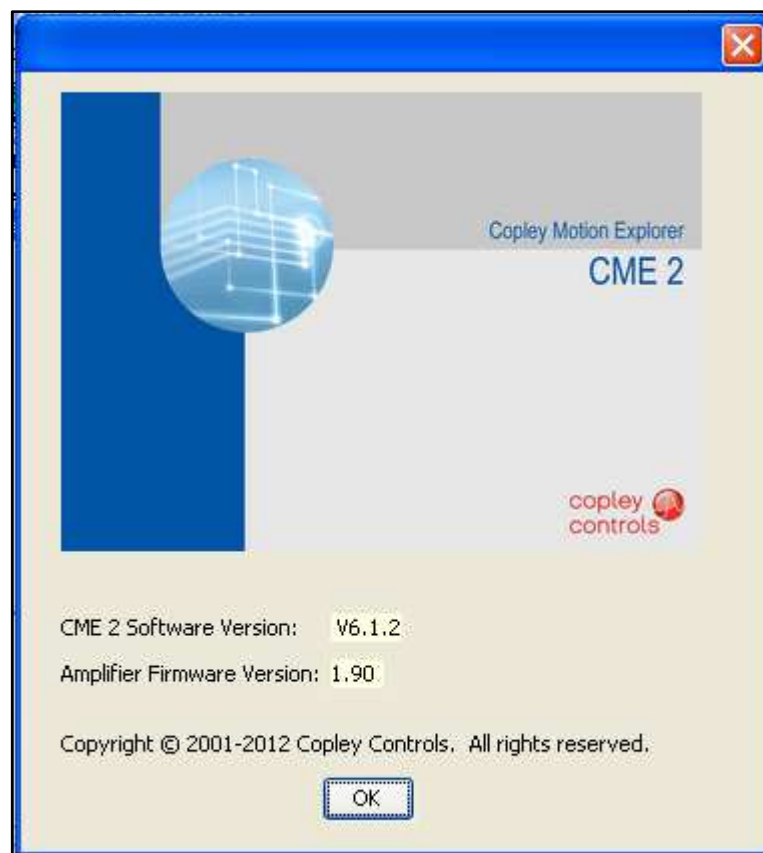 Copley Motion Explorer
CME 2
copley
controls
CME 2 Software Version: V6.1.2
Amplifier Firmware Version: 1.90
Copyright © 2001-2012 Copley Controls. All rights reserved.
OK